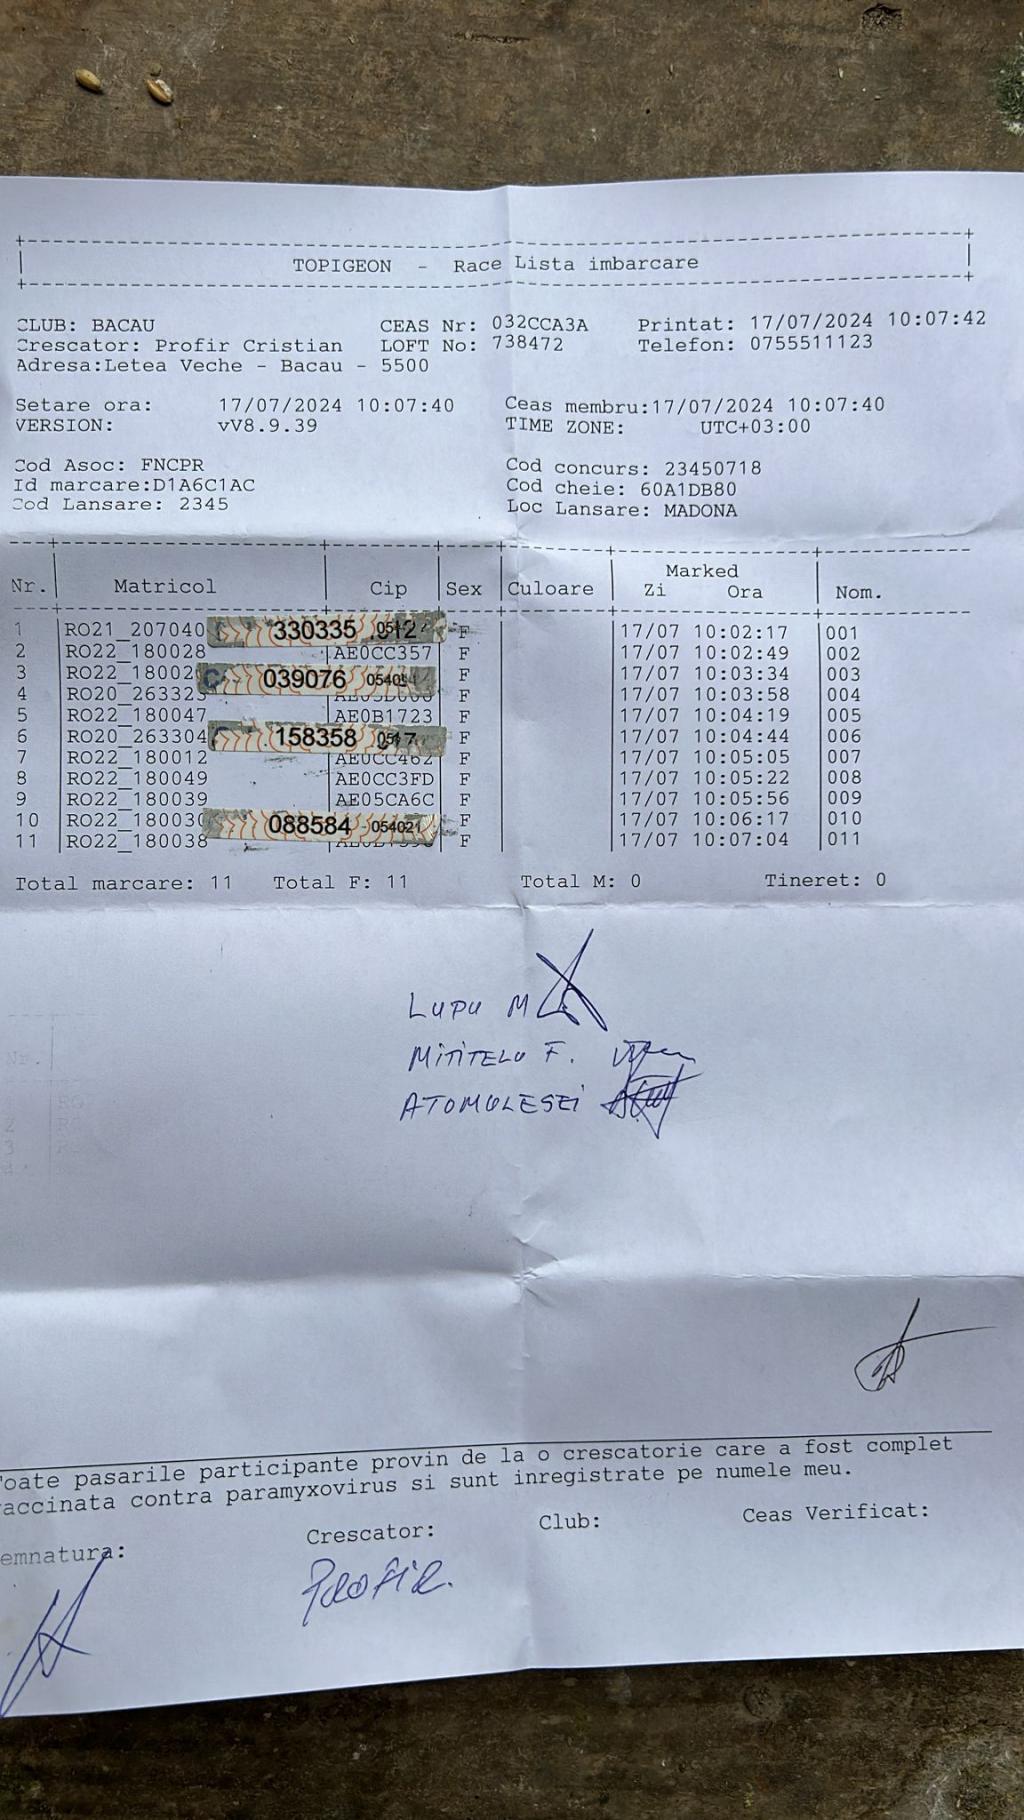 TOPIGEON - Race Lista imbarcare
CLUB: BACAU CEAS Nr: 032CCA3A Printat: 17/07/2024 10:07:42
Crescator: Profir Cristian LOFT No: 738472 Telefon: 0755511123
Adresa:Letea Veche - Bacau - 5500
Setare ora: 17/07/2024 10:07:40 Ceas membru:17/07/2024 10:07:40
VERSION: vV8.9.39 TIME ZONE: UTC+03:00
Cod Asoc: FNCPR Cod concurs: 23450718
Id marcare:D1A6C1AC Cod cheie: 60A1DB80
Cod Lansare: 2345 Loc Lansare: MADONA
Marked
Nr. Matricol Cip Sex Culoare Zi Ora Nom.
1 RO21_207040 330335 F 17/07 10:02:17 001
2 RO22_180028 AE0CC357 F 17/07 10:02:49 002
3 RO22_18002 039076 F 17/07 10:03:34 003
4 RO20_263323 F 17/07 10:03:58 004
5 RO22_180047 AE0B1723 F 17/07 10:04:19 005
6 RO20_263304 158358 F 17/07 10:04:44 006
7 RO22_180012 AE0CC462 F 17/07 10:05:05 007
8 RO22_180049 AE0CC3FD F 17/07 10:05:22 008
9 RO22_180039 AE05CA6C F 17/07 10:05:56 009
10 RO22_180030 088584 054021 F 17/07 10:06:17 010
11 RO22_180038 F 17/07 10:07:04 011
Total marcare: 11 Total F: 11 Total M: 0 Tineret: 0
LUPU M
MITITELU F.
ATOMULESEI
oate pasarile participante provin de la o crescatorie care a fost complet
accinata contra paramyxovirus si sunt inregistrate pe numele meu.
emnatura: Crescator: Club: Ceas Verificat:
Profir.